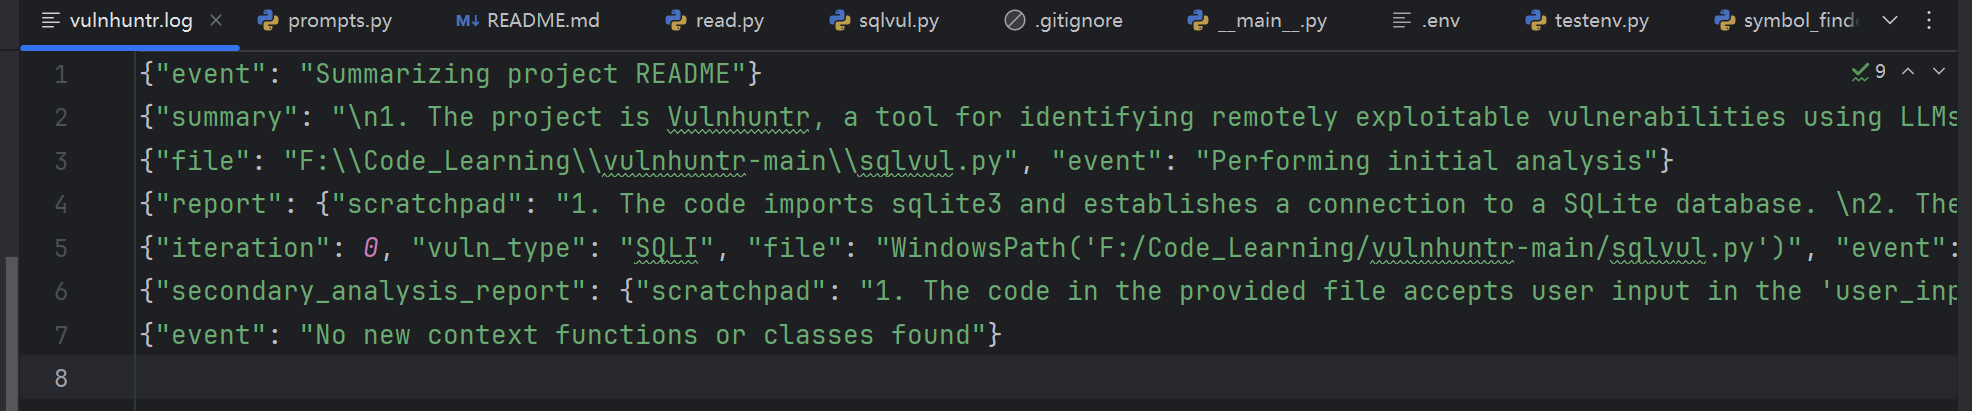 vulnhuntr.log prompts.py README.md read.py sqlvul.py .gitignore __main__.py .env testenv.py symbol_find
9
1 {"event": "Summarizing project README"}
2 {"summary": "\n1. The project is Vulnhuntr, a tool for identifying remotely exploitable vulnerabilities using LLMs
3 {"file": "F:\\Code_Learning\\vulnhuntr-main\\sqlvul.py", "event": "Performing initial analysis"}
4 {"report": {"scratchpad": "1. The code imports sqlite3 and establishes a connection to a SQLite database. \n2. The
5 {"iteration": 0, "vuln_type": "SQLI", "file": "WindowsPath('F:/Code_Learning/vulnhuntr-main/sqlvul.py')", "event":
6 {"secondary_analysis_report": {"scratchpad": "1. The code in the provided file accepts user input in the 'user_inp
7 {"event": "No new context functions or classes found"}
8